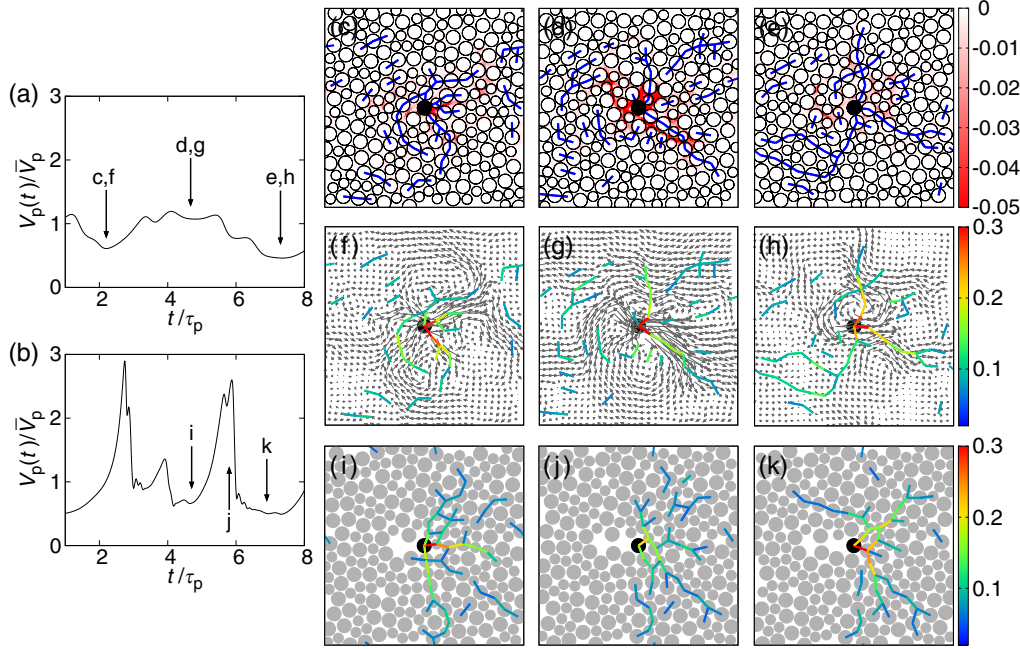 (a)
3
2
1
0
V_p(t)/V̅_p
c,f
d,g
e,h
2
4
6
8
t/τ_p
(b)
3
2
1
0
V_p(t)/V̅_p
i
j
k
2
4
6
8
t/τ_p
(c)
(d)
(e)
0
-0.01
-0.02
-0.03
-0.04
-0.05
(f)
(g)
(h)
0.3
0.2
0.1
(i)
(j)
(k)
0.3
0.2
0.1